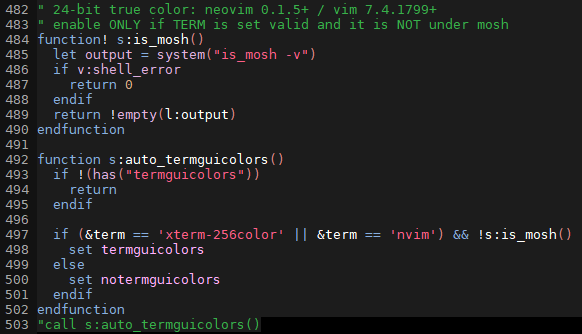 482 " 24-bit true color: neovim 0.1.5+ / vim 7.4.1799+
483 " enable ONLY if TERM is set valid and it is NOT under mosh
484 function! s:is_mosh()
485   let output = system("is_mosh -v")
486   if v:shell_error
487     return 0
488   endif
489   return !empty(l:output)
490 endfunction
491
492 function s:auto_termguicolors()
493   if !(has("termguicolors"))
494     return
495   endif
496
497   if (&term == 'xterm-256color' || &term == 'nvim') && !s:is_mosh()
498     set termguicolors
499   else
500     set notermguicolors
501   endif
502 endfunction
503 "call s:auto_termguicolors()